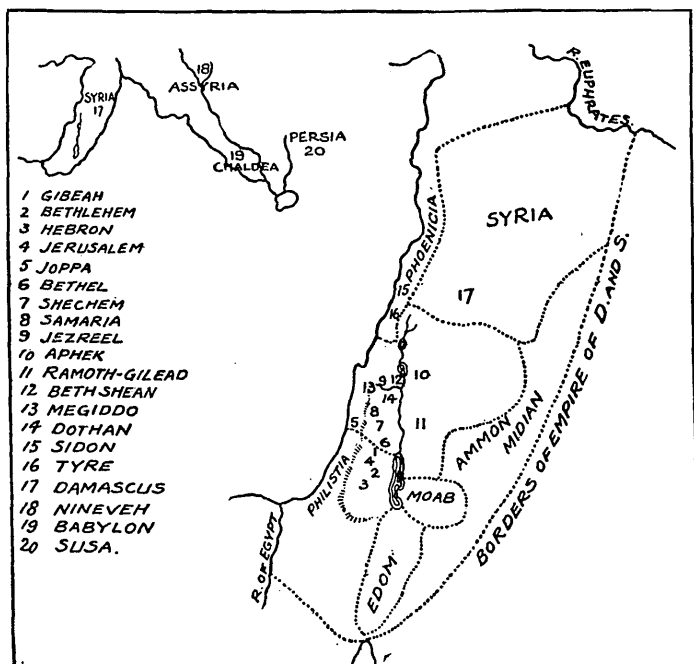 18
ASSYRIA
SYRIA
17
PERSIA
20
19
CHALDEA
1 GIBEAH
2 BETHLEHEM
3 HEBRON
4 JERUSALEM
5 JOPPA
6 BETHEL
7 SHECHEM
8 SAMARIA
9 JEZREEL
10 APHEK
11 RAMOTH-GILEAD
12 BETHSHEAN
13 MEGIDDO
14 DOTHAN
15 SIDON
16 TYRE
17 DAMASCUS
18 NINEVEH
19 BABYLON
20 SUSA.
R. EUPHRATES.
SYRIA
PHOENICIA
15
17
16
13 9 12 10
14
8
5 7 11
6
1
4
2
3
AMMON
MIDIAN
PHILISTIA
MOAB
EDOM
R. OF EGYPT
BORDERS OF EMPIRE OF D. AND S.